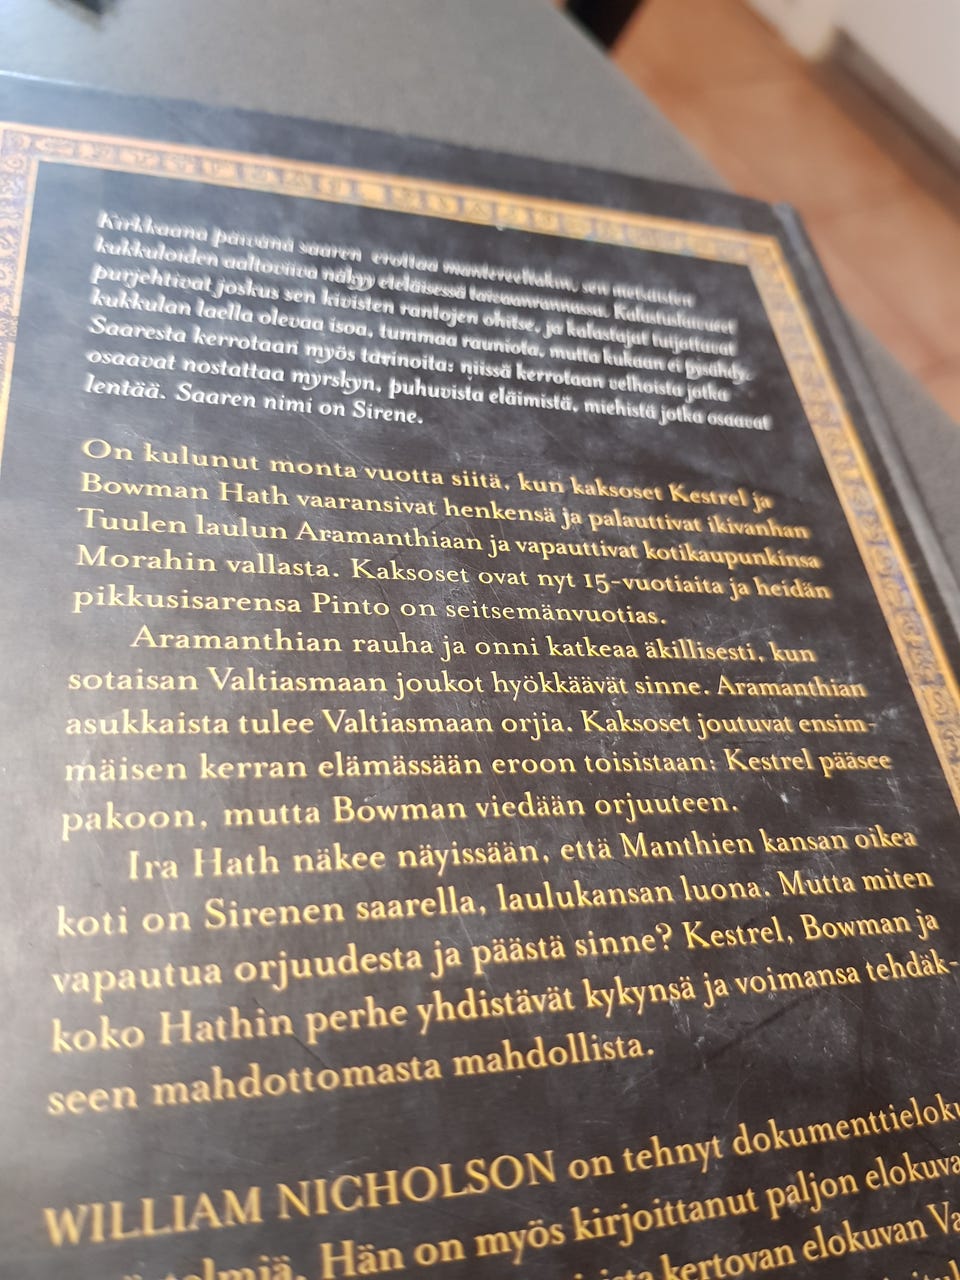 Kirkkaana päivänä saaren erottaa mantereeltakin, sen matalien
kukkuloiden aaltoviiva näkyy eteläisessä taivaanrannassa. Kalastusalukset
purjehtivat joskus sen kivisten rantojen ohitse, ja kalastajat tuijottavat
kukkulan laella olevaa isoa, tummaa rauniota, mutta kukaan ei pysähdy.
Saaresta kerrotaan myös tarinoita: niissä kerrotaan velhoista jotka
osaavat nostattaa myrskyn, puhuvista eläimistä, miehistä jotka osaavat
lentää. Saaren nimi on Sirene.
On kulunut monta vuotta siitä, kun kaksoset Kestrel ja
Bowman Hath vaaransivat henkensä ja palauttivat ikivanhan
Tuulen laulun Aramanthiaan ja vapauttivat kotikaupunkinsa
Morahin vallasta. Kaksoset ovat nyt 15-vuotiaita ja heidän
pikkusisarensa Pinto on seitsemänvuotias.
Aramanthian rauha ja onni katkeaa äkillisesti, kun
sotaisan Valtiasmaan joukot hyökkäävät sinne. Aramanthian
asukkaista tulee Valtiasmaan orjia. Kaksoset joutuvat ensim-
mäisen kerran elämässään eroon toisistaan: Kestrel pääsee
pakoon, mutta Bowman viedään orjuuteen.
Ira Hath näkee näyissään, että Manthien kansan oikea
koti on Sirenen saarella, laulukansan luona. Mutta miten
vapautua orjuudesta ja päästä sinne? Kestrel, Bowman ja
koko Hathin perhe yhdistävät kykynsä ja voimansa tehdäk-
seen mahdottomasta mahdollista.
WILLIAM NICHOLSON on tehnyt dokumenttieloku
Hän on myös kirjoittanut paljon elokuva
kertovan elokuvan Va